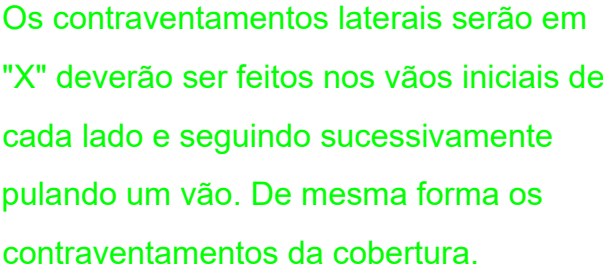 Os contraventamentos laterais serão em
"X" deverão ser feitos nos vãos iniciais de
cada lado e seguindo sucessivamente
pulando um vão. De mesma forma os
contraventamentos da cobertura.